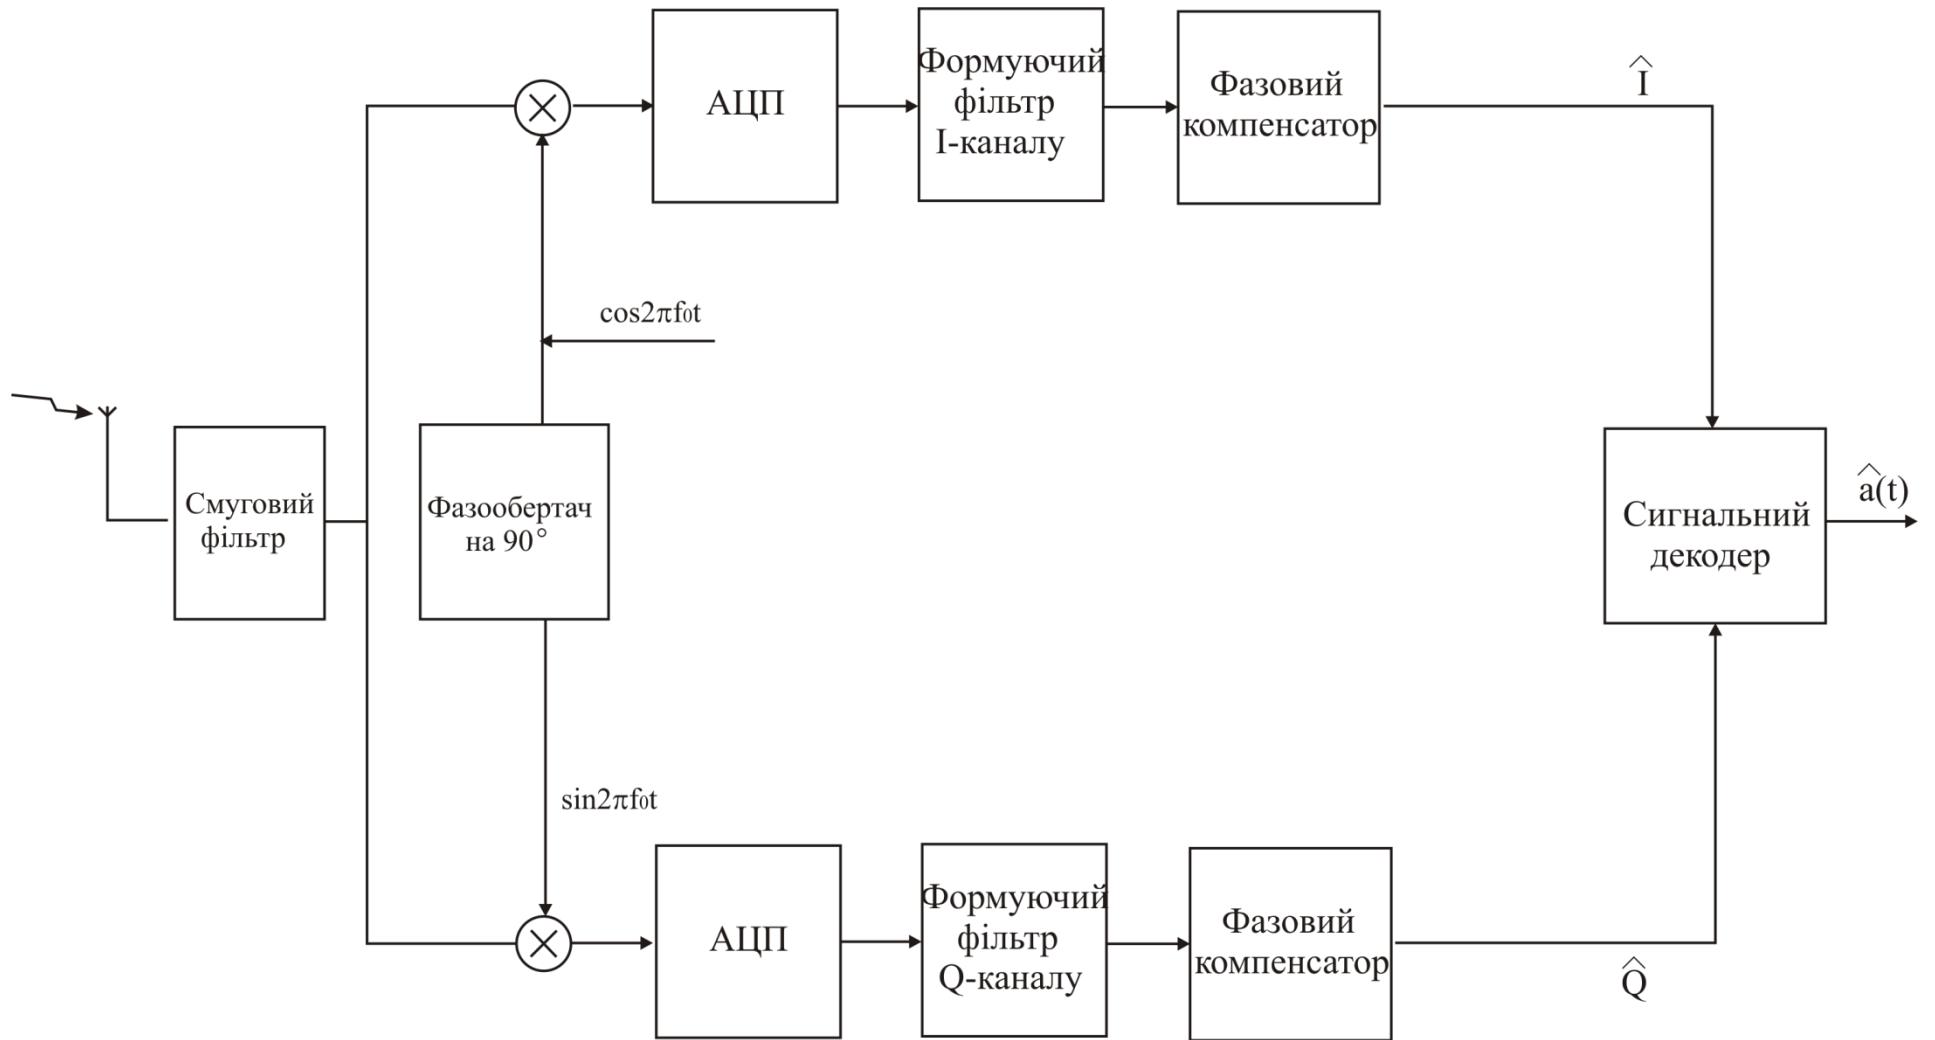 АЦП
Формуючий
фільтр
I-каналу
Фазовий
компенсатор
^I
cos2πf₀t
Смуговий
фільтр
Фазообертач
на 90°
Сигнальний
декодер
^a(t)
sin2πf₀t
АЦП
Формуючий
фільтр
Q-каналу
Фазовий
компенсатор
^Q